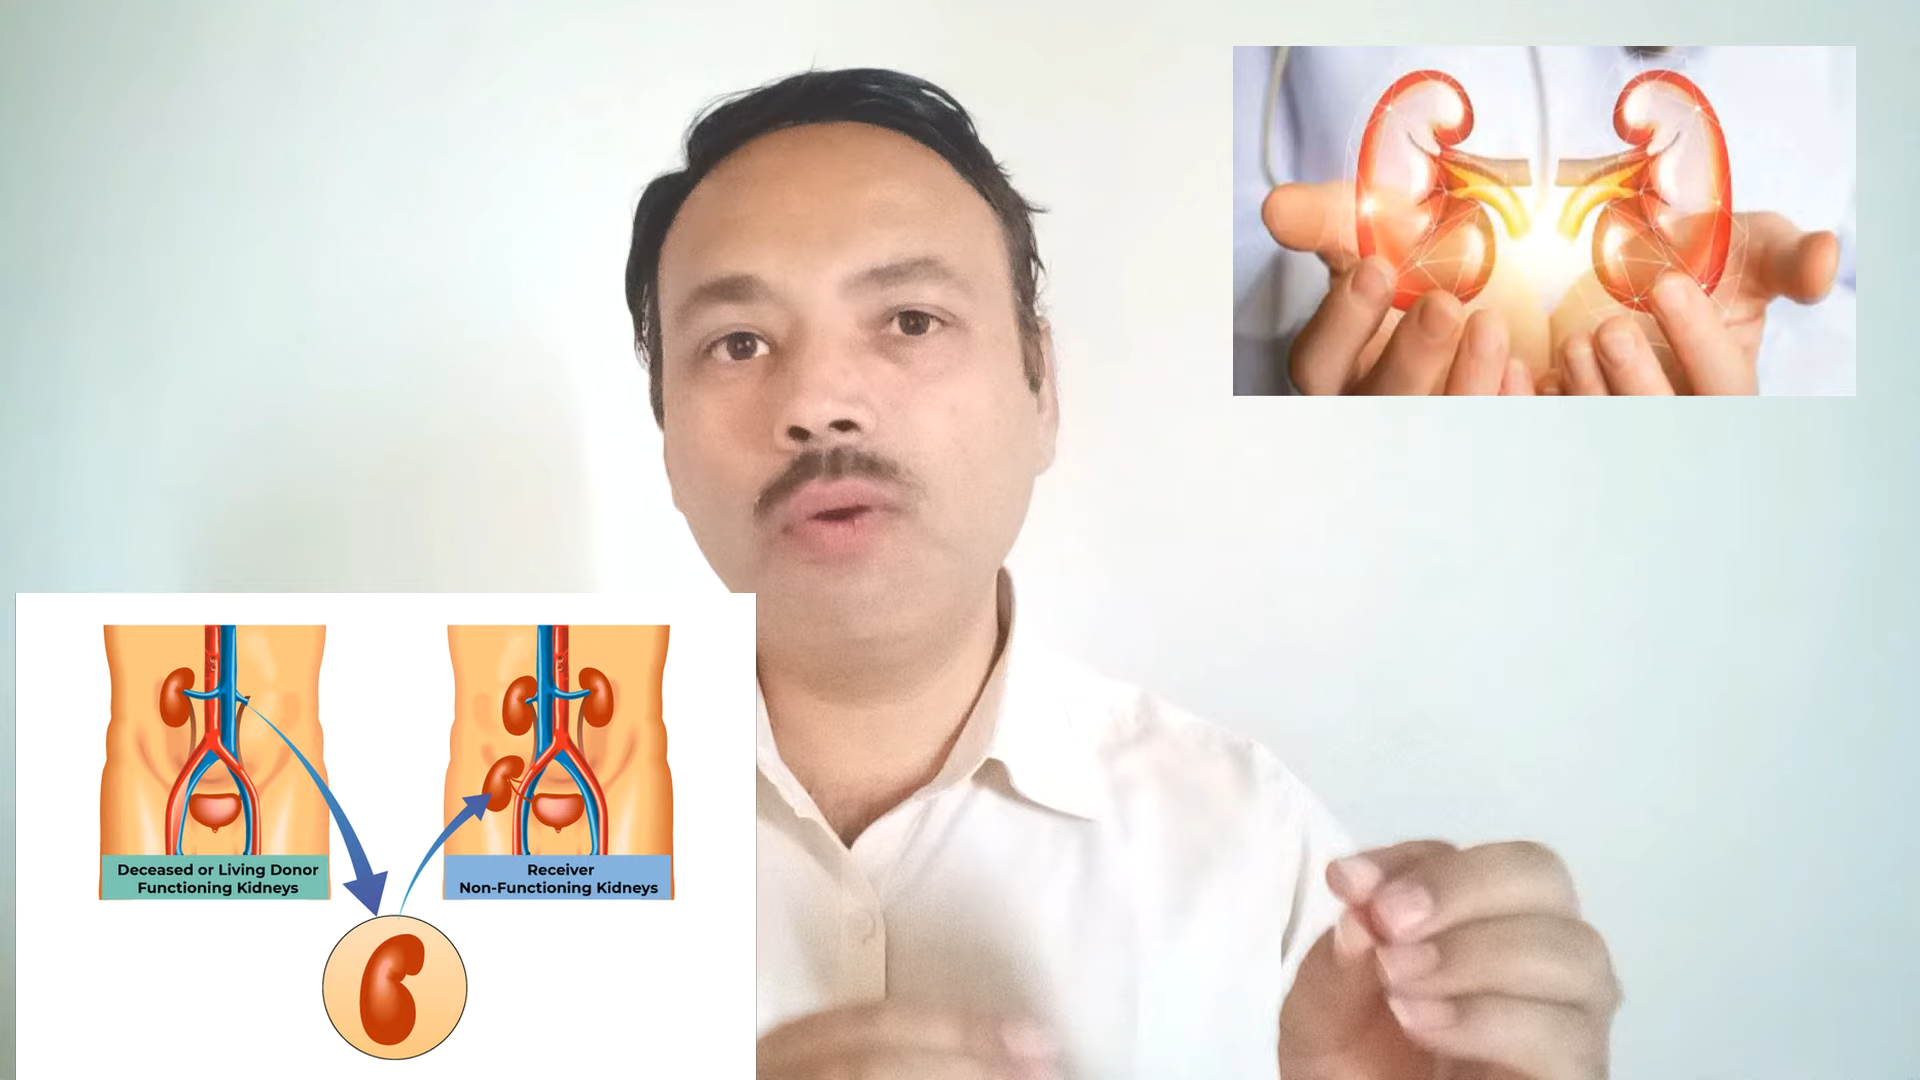 Deceased or Living Donor
Functioning Kidneys
Receiver
Non-Functioning Kidneys